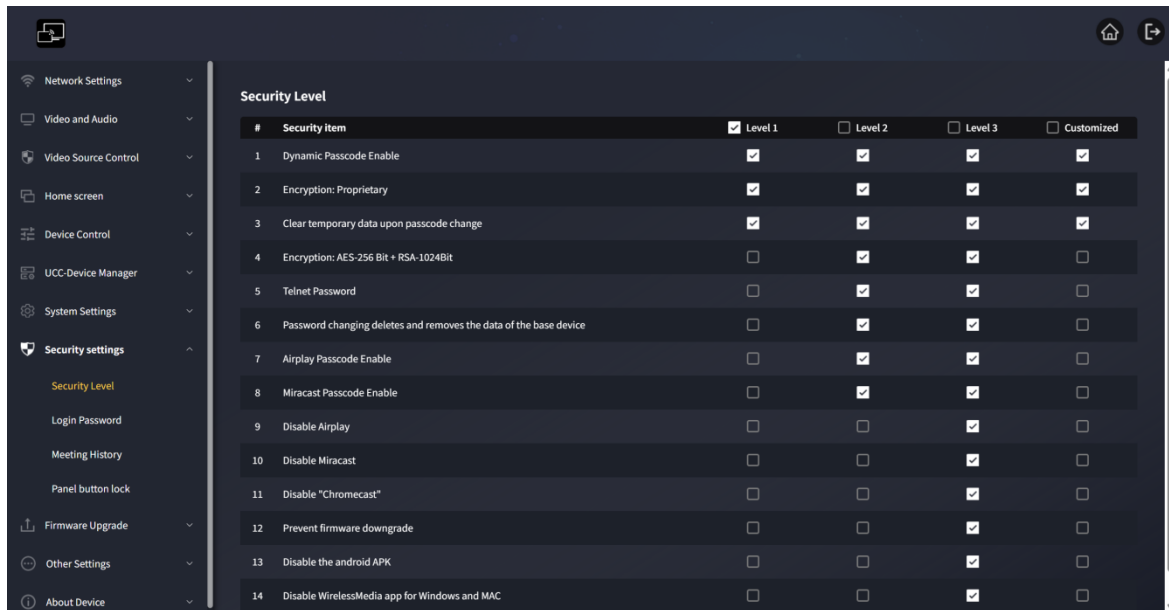 Network Settings
Video and Audio
Video Source Control
Home screen
Device Control
UCC-Device Manager
System Settings
Security settings
Security Level
Login Password
Meeting History
Panel button lock
Firmware Upgrade
Other Settings
About Device
Security Level
# Security item Level 1 Level 2 Level 3 Customized
1 Dynamic Passcode Enable
2 Encryption: Proprietary
3 Clear temporary data upon passcode change
4 Encryption: AES-256 Bit + RSA-1024Bit
5 Telnet Password
6 Password changing deletes and removes the data of the base device
7 Airplay Passcode Enable
8 Miracast Passcode Enable
9 Disable Airplay
10 Disable Miracast
11 Disable "Chromecast"
12 Prevent firmware downgrade
13 Disable the android APK
14 Disable WirelessMedia app for Windows and MAC